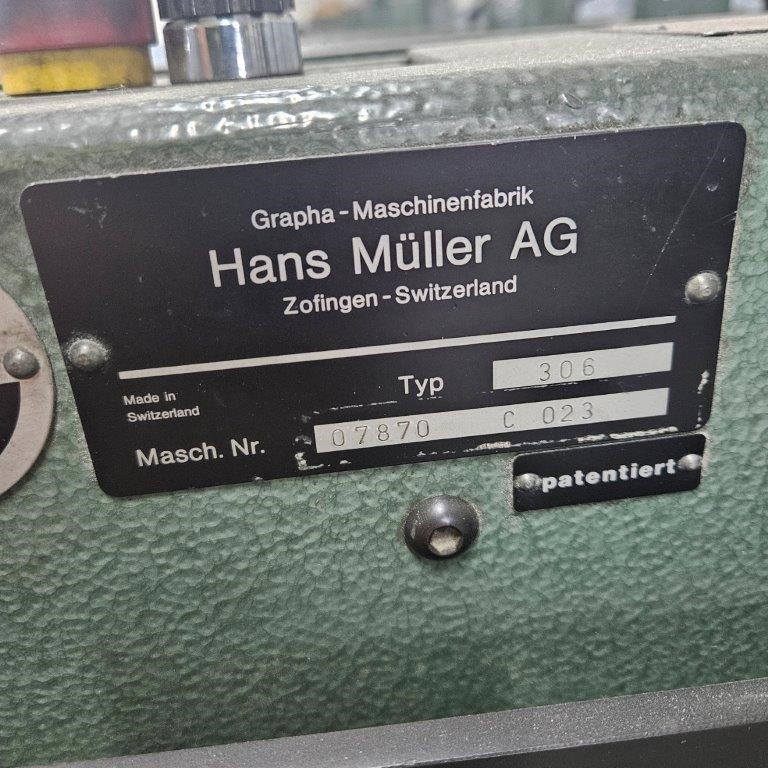 Grapha-Maschinenfabrik
Hans Müller AG
Zofingen-Switzerland
Made in
Switzerland
Typ 306
Masch. Nr. 07870 C 023
patentiert